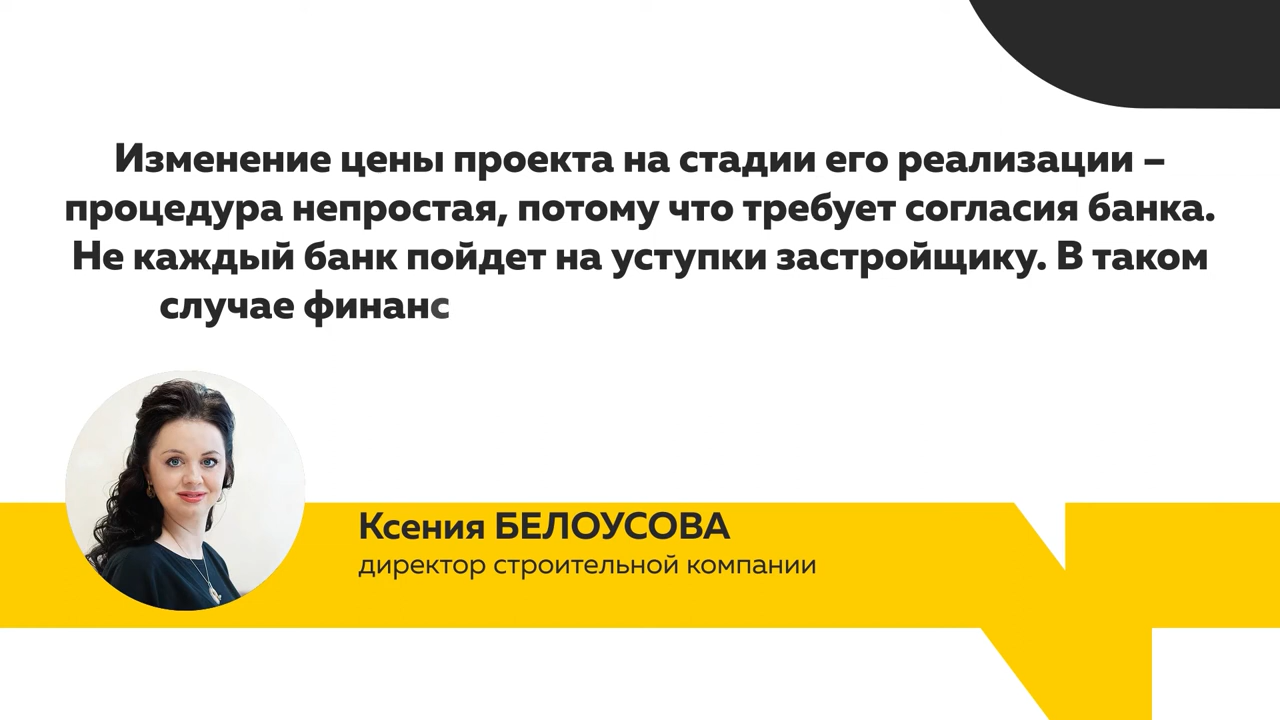 Изменение цены проекта на стадии его реализации –
процедура непростая, потому что требует согласия банка.
Не каждый банк пойдет на уступки застройщику. В таком
случае финанс
Ксения БЕЛОУСОВА
директор строительной компании